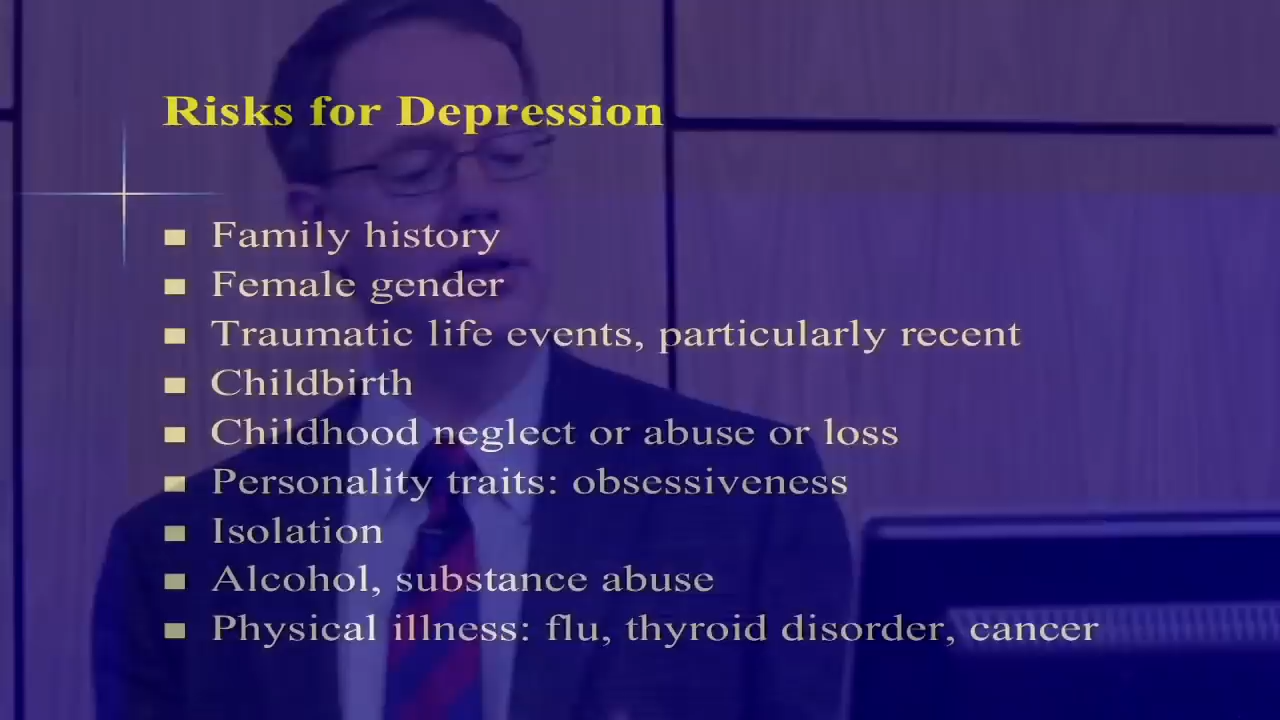 Risks for Depression
Family history
Female gender
Traumatic life events, particularly recent
Childbirth
Childhood neglect or abuse or loss
Personality traits: obsessiveness
Isolation
Alcohol, substance abuse
Physical illness: flu, thyroid disorder, cancer